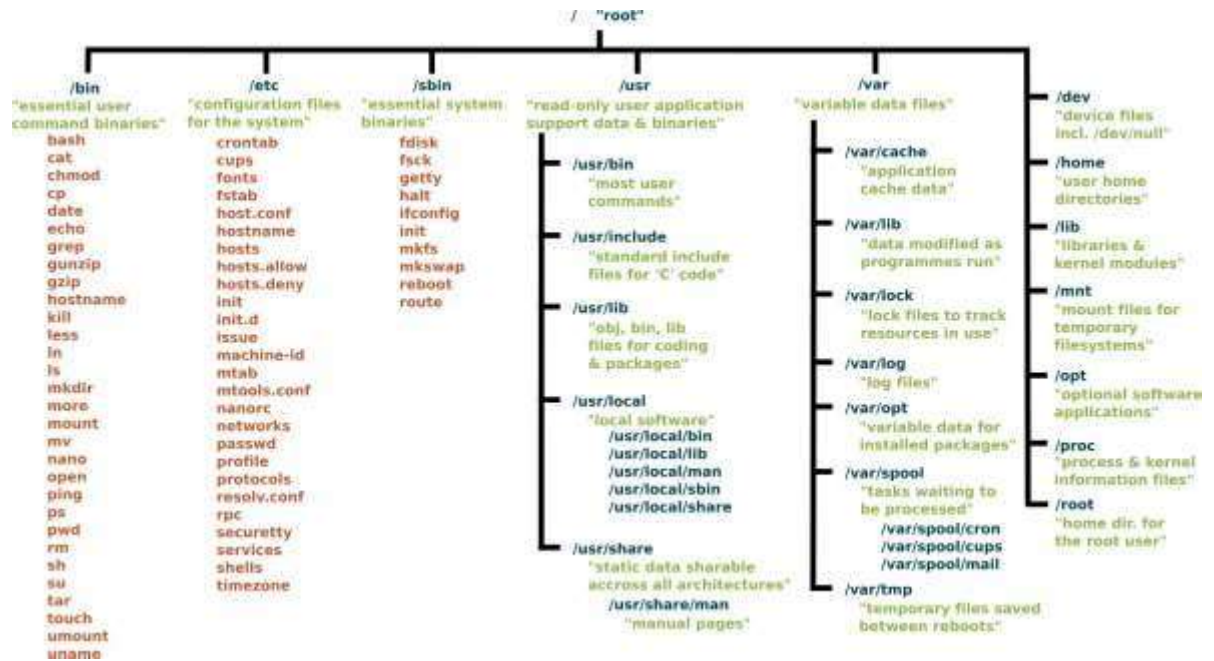 / "root"
/bin
"essential user
command binaries"
bash
cat
chmod
cp
date
echo
grep
gunzip
gzip
hostname
kill
less
ln
ls
mkdir
more
mount
mv
nano
open
ping
ps
pwd
rm
sh
su
tar
touch
umount
uname
/etc
"configuration files
for the system"
crontab
cups
fonts
fstab
host.conf
hostname
hosts
hosts.allow
hosts.deny
init
init.d
issue
machine-id
mtab
mtools.conf
nanorc
networks
passwd
profile
protocols
resolv.conf
rpc
securetty
services
shells
timezone
/sbin
"essential system
binaries"
fdisk
fsck
getty
halt
ifconfig
init
mkfs
mkswap
reboot
route
/usr
"read-only user application
support data & binaries"
/usr/bin
"most user
commands"
/usr/include
"standard include
files for 'C' code"
/usr/lib
"obj, bin, lib
files for coding
& packages"
/usr/local
"local software"
/usr/local/bin
/usr/local/lib
/usr/local/man
/usr/local/sbin
/usr/local/share
/usr/share
"static data sharable
accross all architectures"
/usr/share/man
"manual pages"
/var
"variable data files"
/var/cache
"application
cache data"
/var/lib
"data modified as
programmes run"
/var/lock
"lock files to track
resources in use"
/var/log
"log files"
/var/opt
"variable data for
installed packages"
/var/spool
"tasks waiting to
be processed"
/var/spool/cron
/var/spool/cups
/var/spool/mail
/var/tmp
"temporary files saved
between reboots"
/dev
"device files
incl. /dev/null"
/home
"user home
directories"
/lib
"libraries &
kernel modules"
/mnt
"mount files for
temporary
filesystems"
/opt
"optional software
applications"
/proc
"process & kernel
information files"
/root
"home dir. for
the root user"